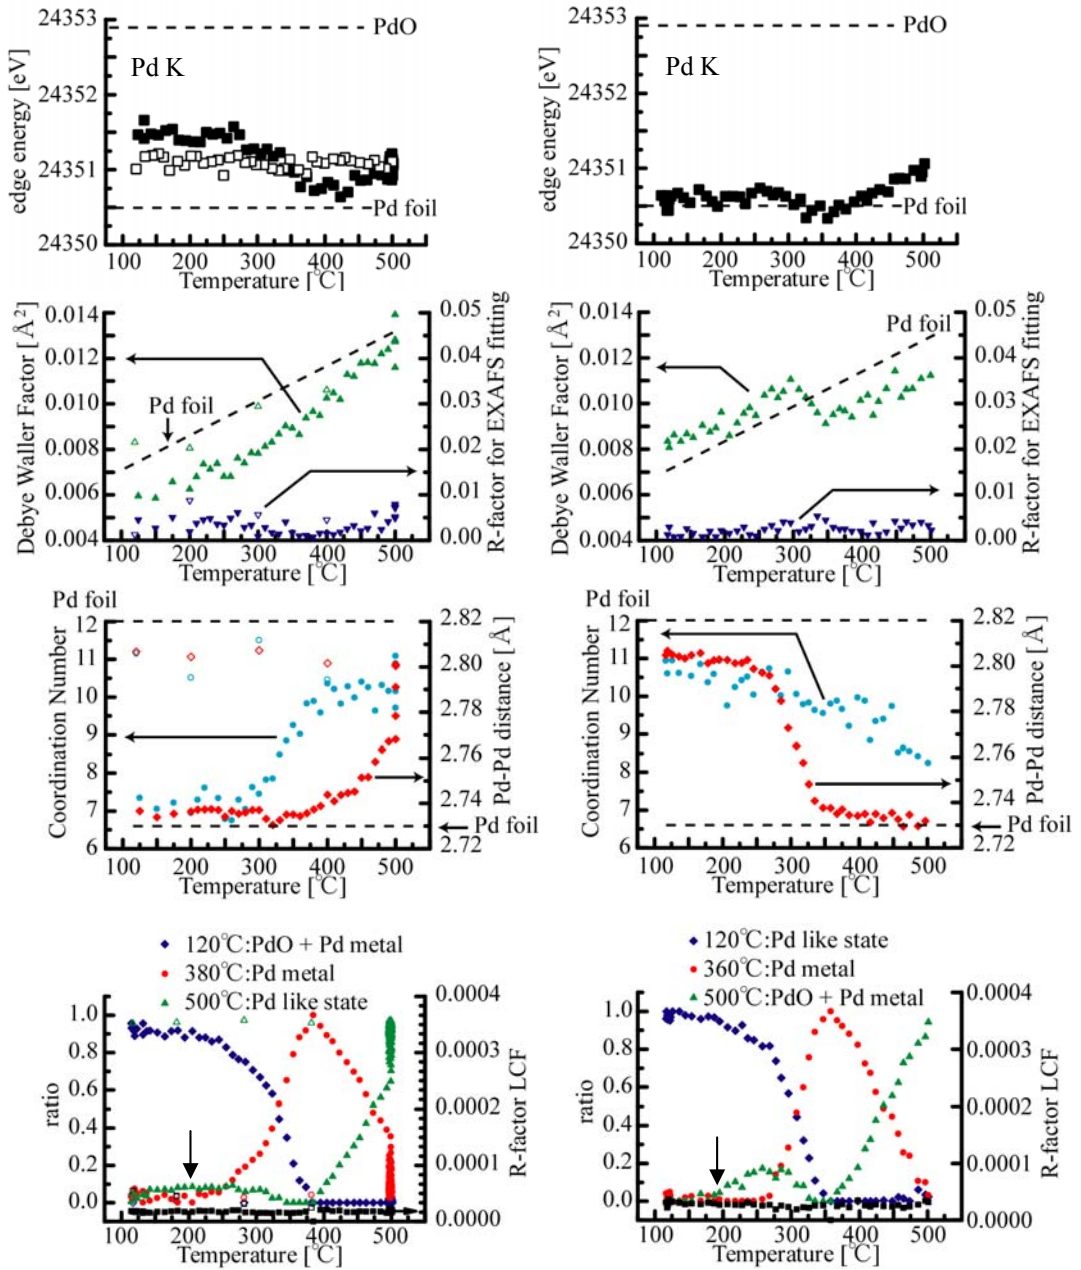 24353
24352
24351
24350
edge energy [eV]
PdO
Pd K
Pd foil
100 200 300 400 500
Temperature [°C]
24353
24352
24351
24350
edge energy [eV]
PdO
Pd K
Pd foil
100 200 300 400 500
Temperature [°C]
0.014
0.012
0.010
0.008
0.006
0.004
Debye Waller Factor [Å²]
Pd foil
0.05
0.04
0.03
0.02
0.01
0.00
R-factor for EXAFS fitting
100 200 300 400 500
Temperature [°C]
0.014
0.012
0.010
0.008
0.006
0.004
Debye Waller Factor [Å²]
Pd foil
0.05
0.04
0.03
0.02
0.01
0.00
R-factor for EXAFS fitting
100 200 300 400 500
Temperature [°C]
Pd foil
12
11
10
9
8
7
6
Coordination Number
2.82
2.80
2.78
2.76
2.74
2.72
Pd-Pd distance [Å]
Pd foil
100 200 300 400 500
Temperature [°C]
Pd foil
12
11
10
9
8
7
6
Coordination Number
2.82
2.80
2.78
2.76
2.74
2.72
Pd-Pd distance [Å]
Pd foil
100 200 300 400 500
Temperature [°C]
120°C:PdO + Pd metal
380°C:Pd metal
500°C:Pd like state
1.0
0.8
0.6
0.4
0.2
0.0
ratio
0.0004
0.0003
0.0002
0.0001
0.0000
R-factor LCF
100 200 300 400 500
Temperature [°C]
120°C:Pd like state
360°C:Pd metal
500°C:PdO + Pd metal
1.0
0.8
0.6
0.4
0.2
0.0
ratio
0.0004
0.0003
0.0002
0.0001
0.0000
R-factor LCF
100 200 300 400 500
Temperature [°C]